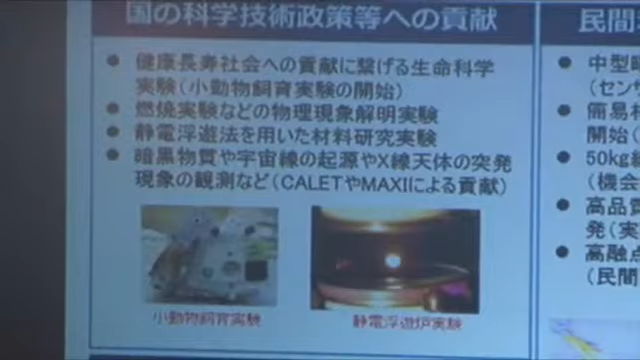 国の科学技術政策等への貢献
● 健康長寿社会への貢献に繋げる生命科学
実験(小動物飼育実験の開始)
● 燃焼実験などの物理現象解明実験
● 静電浮遊法を用いた材料研究実験
● 暗黒物質や宇宙線の起源やX線天体の突発
現象の観測など(CALETやMAXIによる貢献)
小動物飼育実験
静電浮遊炉実験
民間
● 中型
(セン
● 簡易
開始(
● 50kg
(機会
● 高品質
発(実
● 高融点
(民間